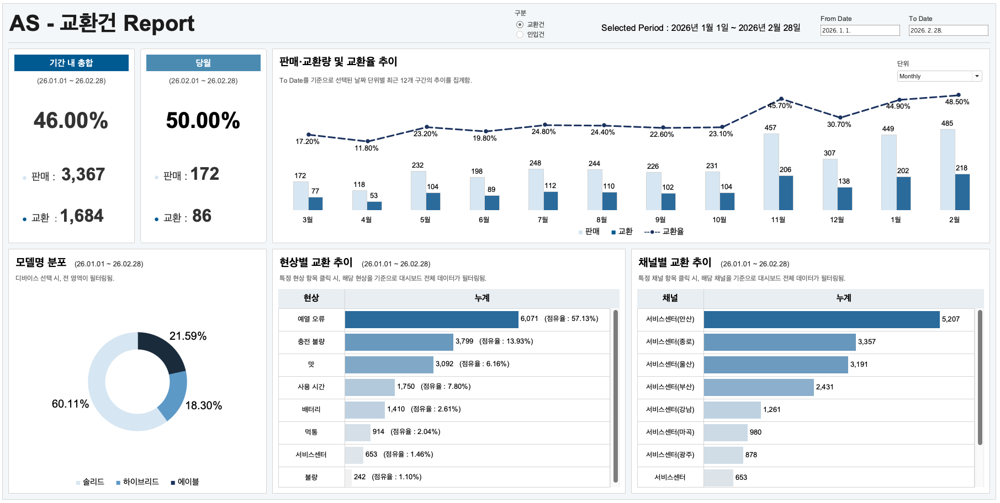 AS - 교환건 Report
구분
교환건
인입건
Selected Period : 2026년 1월 1일 ~ 2026년 2월 28일
From Date
2026. 1. 1.
To Date
2026. 2. 28.
기간 내 총합
(26.01.01 ~ 26.02.28)
46.00%
판매 : 3,367
교환 : 1,684
당월
(26.02.01 ~ 26.02.28)
50.00%
판매 : 172
교환 : 86
판매·교환량 및 교환율 추이
To Date를 기준으로 선택된 날짜 단위별 최근 12개 구간의 추이를 집계함.
단위
Monthly
17.20% 11.80% 23.20% 19.80% 24.80% 24.40% 22.60% 23.10% 45.70% 30.70% 44.90% 48.50%
172 77 118 53 232 104 198 89 248 112 244 110 226 102 231 104 457 206 307 138 449 202 485 218
3월 4월 5월 6월 7월 8월 9월 10월 11월 12월 1월 2월
판매 교환 교환율
모델명 분포 (26.01.01 ~ 26.02.28)
디바이스 선택 시, 전 영역이 필터링됨.
21.59%
60.11%
18.30%
솔리드 하이브리드 에이블
현상별 교환 추이 (26.01.01 ~ 26.02.28)
특정 현상 항목 클릭 시, 해당 현상을 기준으로 대시보드 전체 데이터가 필터링됨.
현상 누계
예열 오류 6,071 (점유율 : 57.13%)
충전 불량 3,799 (점유율 : 13.93%)
맛 3,092 (점유율 : 6.16%)
사용 시간 1,750 (점유율 : 7.80%)
배터리 1,410 (점유율 : 2.61%)
먹통 914 (점유율 : 2.04%)
서비스센터 653 (점유율 : 1.46%)
불량 242 (점유율 : 1.10%)
채널별 교환 추이 (26.01.01 ~ 26.02.28)
특정 채널 항목 클릭 시, 해당 채널을 기준으로 대시보드 전체 데이터가 필터링됨.
채널 누계
서비스센터(안산) 5,207
서비스센터(종로) 3,357
서비스센터(울산) 3,191
서비스센터(부산) 2,431
서비스센터(강남) 1,261
서비스센터(마곡) 980
서비스센터(광주) 878
서비스센터 653